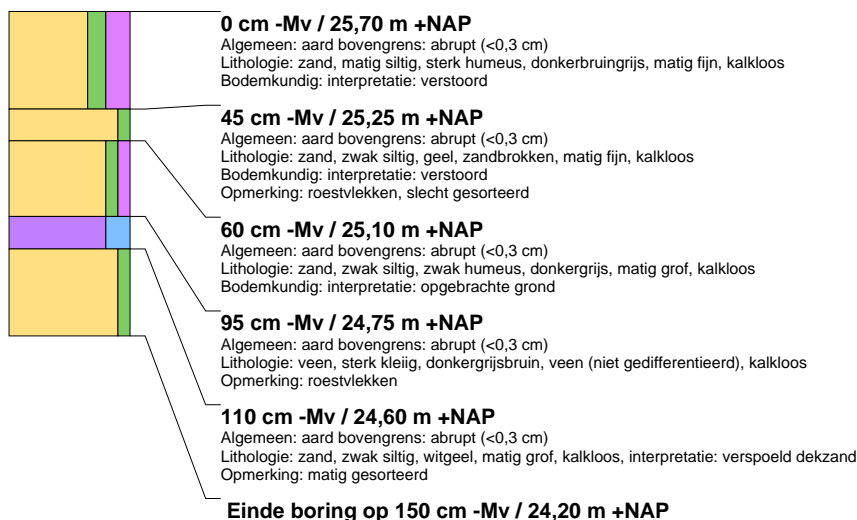 0 cm -Mv / 25,70 m +NAP
Algemeen: aard bovengrens: abrupt (<0,3 cm)
Lithologie: zand, matig siltig, sterk humeus, donkerbruingrijs, matig fijn, kalkloos
Bodemkundig: interpretatie: verstoord
45 cm -Mv / 25,25 m +NAP
Algemeen: aard bovengrens: abrupt (<0,3 cm)
Lithologie: zand, zwak siltig, geel, zandbrokken, matig fijn, kalkloos
Bodemkundig: interpretatie: verstoord
Opmerking: roestvlekken, slecht gesorteerd
60 cm -Mv / 25,10 m +NAP
Algemeen: aard bovengrens: abrupt (<0,3 cm)
Lithologie: zand, zwak siltig, zwak humeus, donkergrijs, matig grof, kalkloos
Bodemkundig: interpretatie: opgebrachte grond
95 cm -Mv / 24,75 m +NAP
Algemeen: aard bovengrens: abrupt (<0,3 cm)
Lithologie: veen, sterk kleiig, donkergrijsbruin, veen (niet gedifferentieerd), kalkloos
Opmerking: roestvlekken
110 cm -Mv / 24,60 m +NAP
Algemeen: aard bovengrens: abrupt (<0,3 cm)
Lithologie: zand, zwak siltig, witgeel, matig grof, kalkloos, interpretatie: verspoeld dekzand
Opmerking: matig gesorteerd
Einde boring op 150 cm -Mv / 24,20 m +NAP